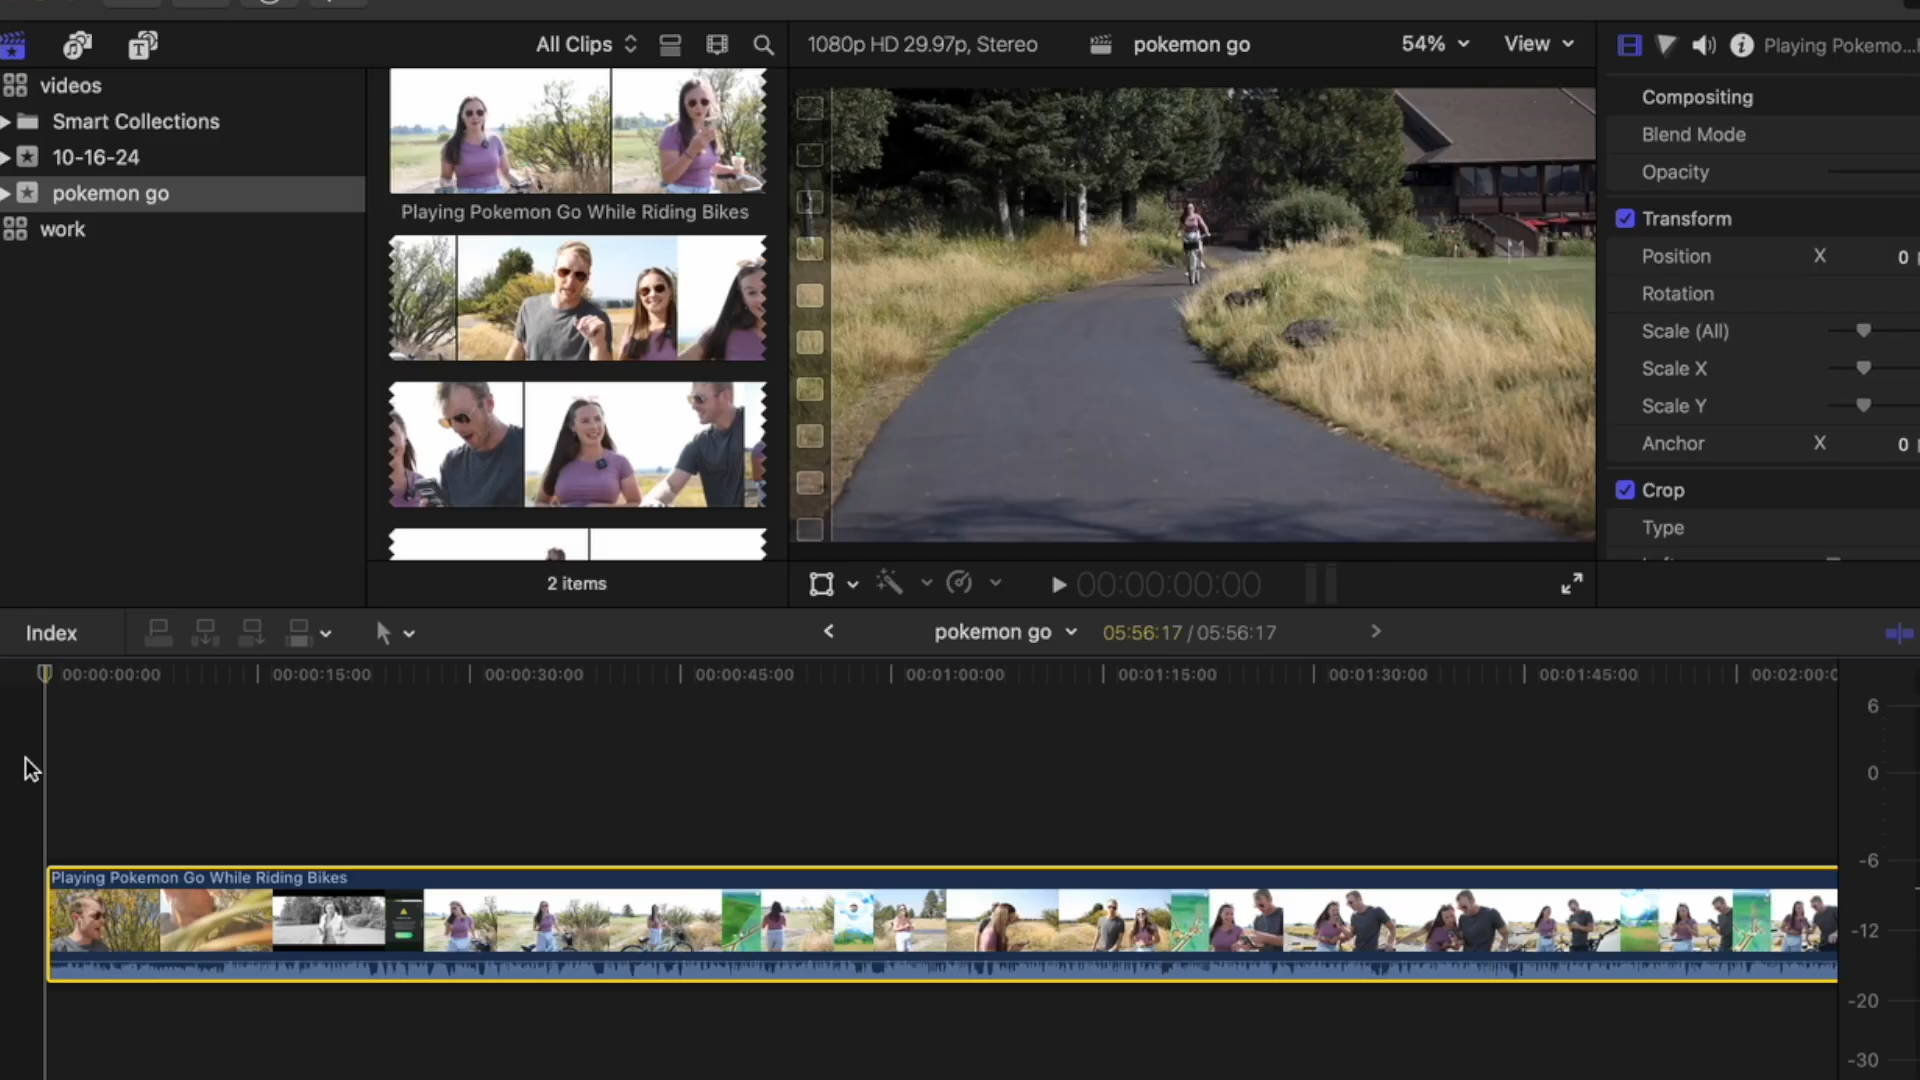 All Clips
1080p HD 29.97p, Stereo
pokemon go
54%
View
Playing Pokemo...
videos
Smart Collections
10-16-24
pokemon go
work
Playing Pokemon Go While Riding Bikes
2 items
00:00:00:00
Compositing
Blend Mode
Opacity
Transform
Position X 0
Rotation
Scale (All)
Scale X
Scale Y
Anchor X 0
Crop
Type
Index
pokemon go
05:56:17 / 05:56:17
00:00:00:00
00:00:15:00
00:00:30:00
00:00:45:00
00:01:00:00
00:01:15:00
00:01:30:00
00:01:45:00
00:02:00:0
Playing Pokemon Go While Riding Bikes
6
0
-6
-12
-20
-30